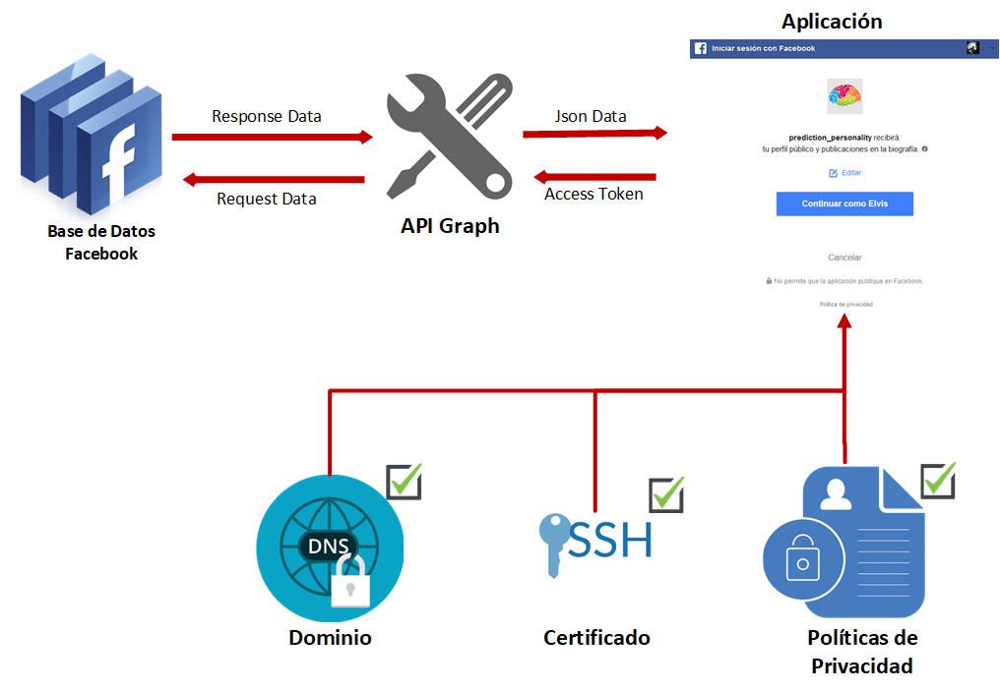 Aplicación
f Iniciar sesión con Facebook
prediction_personality recibirá:
tu perfil público y publicaciones en la biografía.
Editar
Continuar como Elvis
Cancelar
No permite que la aplicación publique en Facebook.
Política de privacidad
Response Data
Request Data
f
Base de Datos
Facebook
API Graph
Json Data
Access Token
DNS
Dominio
SSH
Certificado
Políticas de
Privacidad